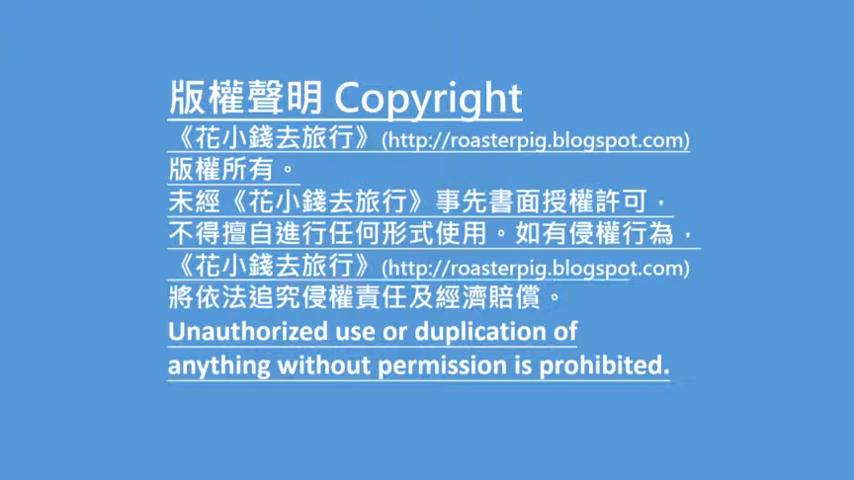 版權聲明 Copyright
《花小錢去旅行》(http://roasterpig.blogspot.com)
版權所有。
未經《花小錢去旅行》事先書面授權許可，
不得擅自進行任何形式使用。如有侵權行為，
《花小錢去旅行》(http://roasterpig.blogspot.com)
將依法追究侵權責任及經濟賠償。
Unauthorized use or duplication of
anything without permission is prohibited.